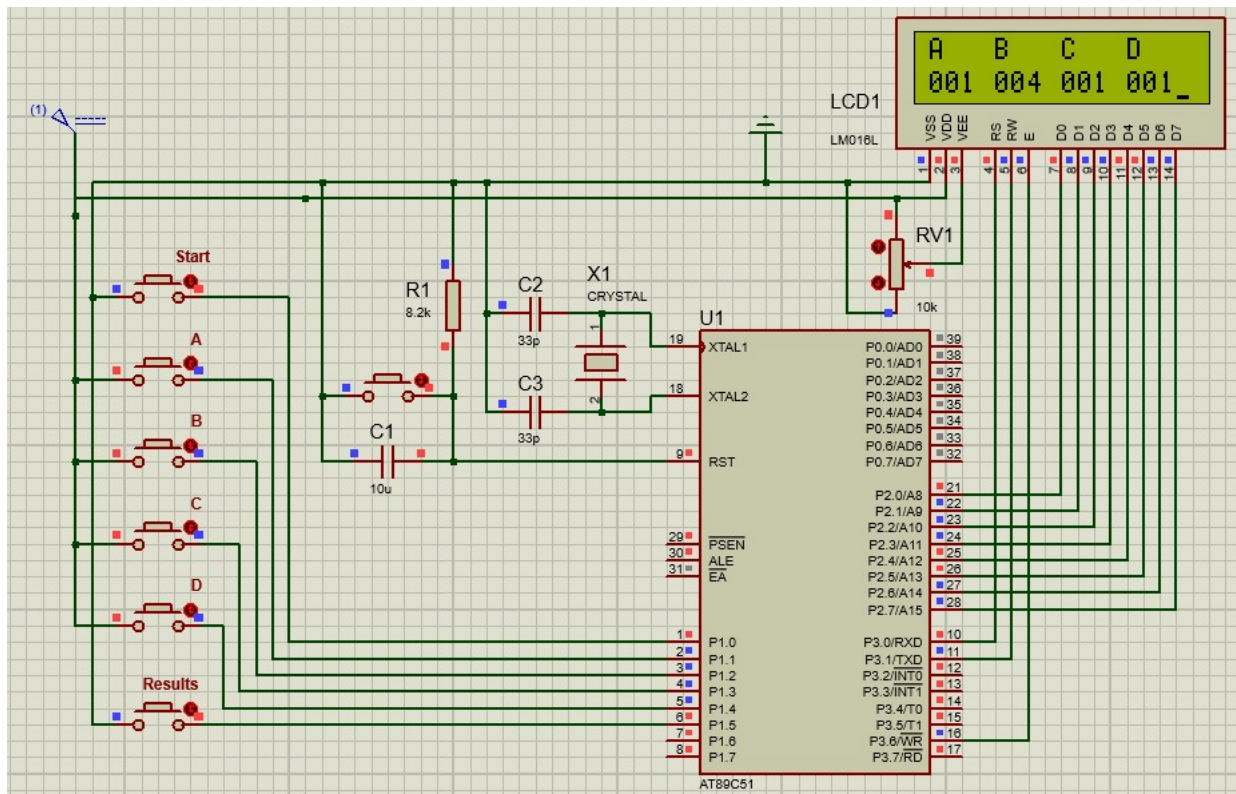 A B C D
001 004 001 001_
LCD1
LM016L
VSS VDD VEE RS RW E D0 D1 D2 D3 D4 D5 D6 D7
1 2 3 4 5 6 7 8 9 10 11 12 13 14
(1)
Start
A
B
C
D
Results
R1
8.2k
C1
10u
C2
33p
C3
33p
X1
CRYSTAL
1
2
RV1
10k
U1
19 XTAL1
18 XTAL2
9 RST
29 PSEN
30 ALE
31 EA
1 P1.0
2 P1.1
3 P1.2
4 P1.3
5 P1.4
6 P1.5
7 P1.6
8 P1.7
P0.0/AD0 39
P0.1/AD1 38
P0.2/AD2 37
P0.3/AD3 36
P0.4/AD4 35
P0.5/AD5 34
P0.6/AD6 33
P0.7/AD7 32
P2.0/A8 21
P2.1/A9 22
P2.2/A10 23
P2.3/A11 24
P2.4/A12 25
P2.5/A13 26
P2.6/A14 27
P2.7/A15 28
P3.0/RXD 10
P3.1/TXD 11
P3.2/INT0 12
P3.3/INT1 13
P3.4/T0 14
P3.5/T1 15
P3.6/WR 16
P3.7/RD 17
AT89C51